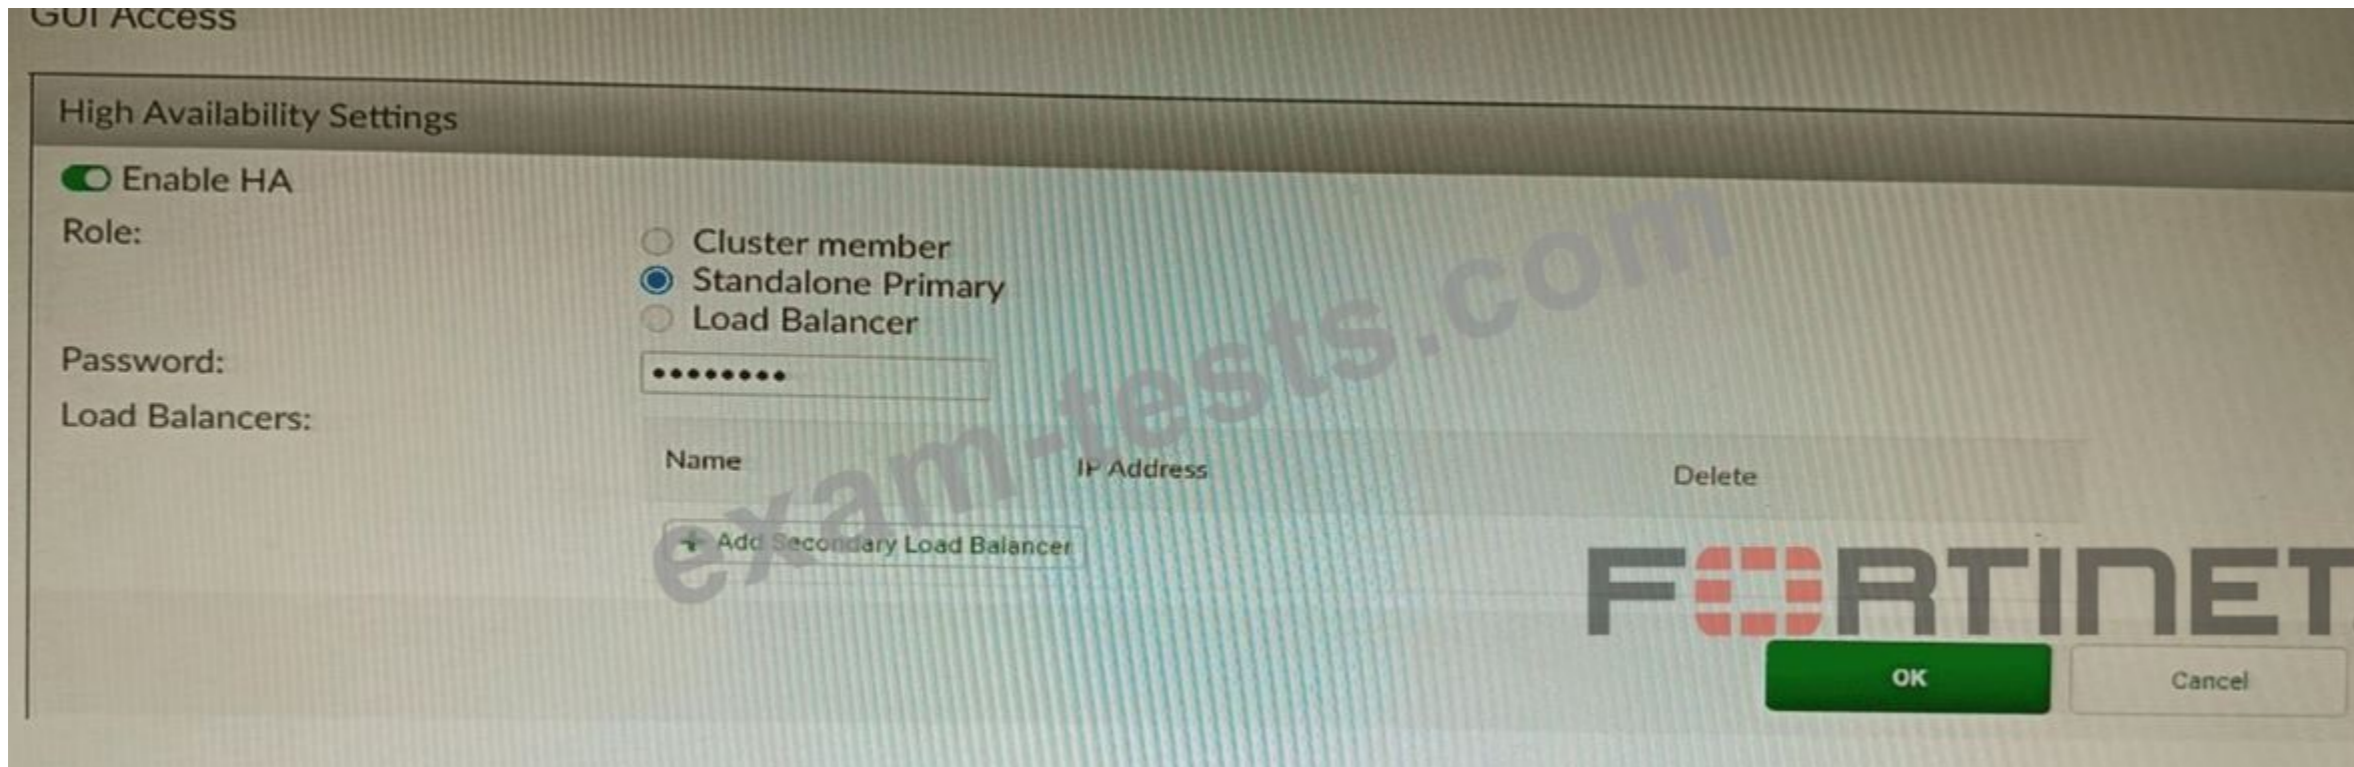 GUI Access
High Availability Settings
Enable HA
Role:
Cluster member
Standalone Primary
Load Balancer
Password:
••••••••
Load Balancers:
Name IP Address Delete
+ Add Secondary Load Balancer
exam-tests.com
FORTINET
OK Cancel